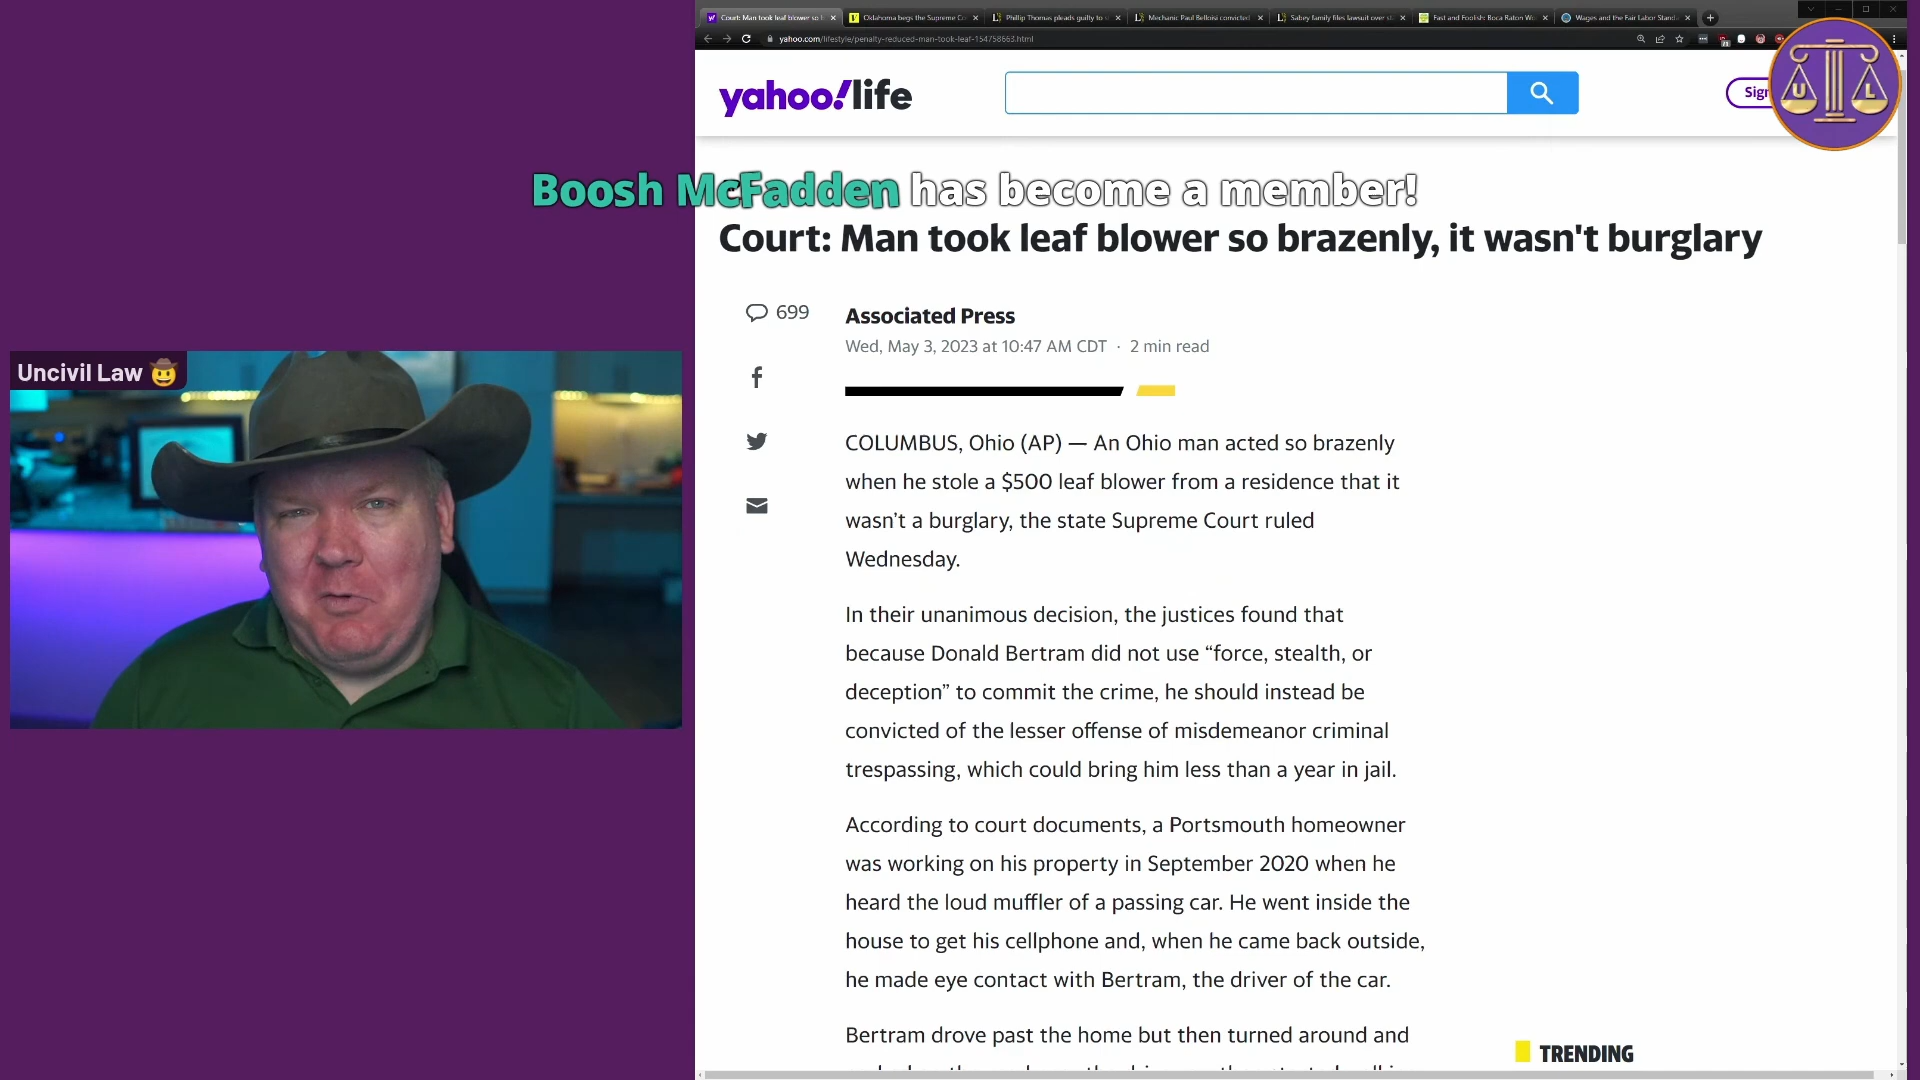 Court: Man took leaf blower so b
Oklahoma begs the Supreme Co
Phillip Thomas pleads guilty to
Mechanic Paul Belloisi convicted
Sabey family files lawsuit over
Fast and Foolish: Boca Raton Wo
Wages and the Fair Labor Standa
yahoo.com/lifestyle/penalty-reduced-man-took-leaf-154758663.html
yahoo!life
Sign
U L
Boosh McFadden has become a member!
Court: Man took leaf blower so brazenly, it wasn't burglary
699
Associated Press
Wed, May 3, 2023 at 10:47 AM CDT · 2 min read
Uncivil Law 🤠
COLUMBUS, Ohio (AP) — An Ohio man acted so brazenly
when he stole a $500 leaf blower from a residence that it
wasn’t a burglary, the state Supreme Court ruled
Wednesday.
In their unanimous decision, the justices found that
because Donald Bertram did not use “force, stealth, or
deception” to commit the crime, he should instead be
convicted of the lesser offense of misdemeanor criminal
trespassing, which could bring him less than a year in jail.
According to court documents, a Portsmouth homeowner
was working on his property in September 2020 when he
heard the loud muffler of a passing car. He went inside the
house to get his cellphone and, when he came back outside,
he made eye contact with Bertram, the driver of the car.
Bertram drove past the home but then turned around and
TRENDING